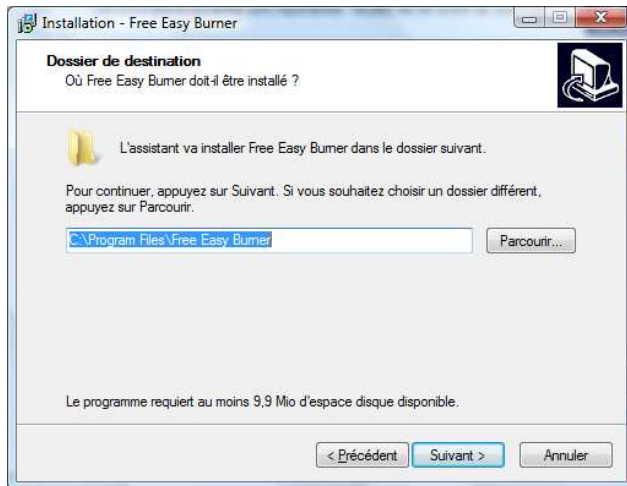 Installation - Free Easy Burner
Dossier de destination
Où Free Easy Burner doit-il être installé ?
L'assistant va installer Free Easy Burner dans le dossier suivant.
Pour continuer, appuyez sur Suivant. Si vous souhaitez choisir un dossier différent,
appuyez sur Parcourir.
C:\Program Files\Free Easy Burner
Parcourir...
Le programme requiert au moins 9,9 Mio d'espace disque disponible.
< Précédent
Suivant >
Annuler